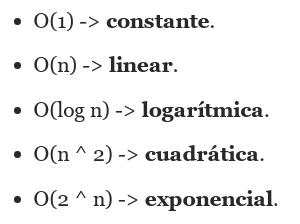 • O(1) -> constante.
• O(n) -> linear.
• O(log n) -> logarítmica.
• O(n ^ 2) -> cuadrática.
• O(2 ^ n) -> exponencial.